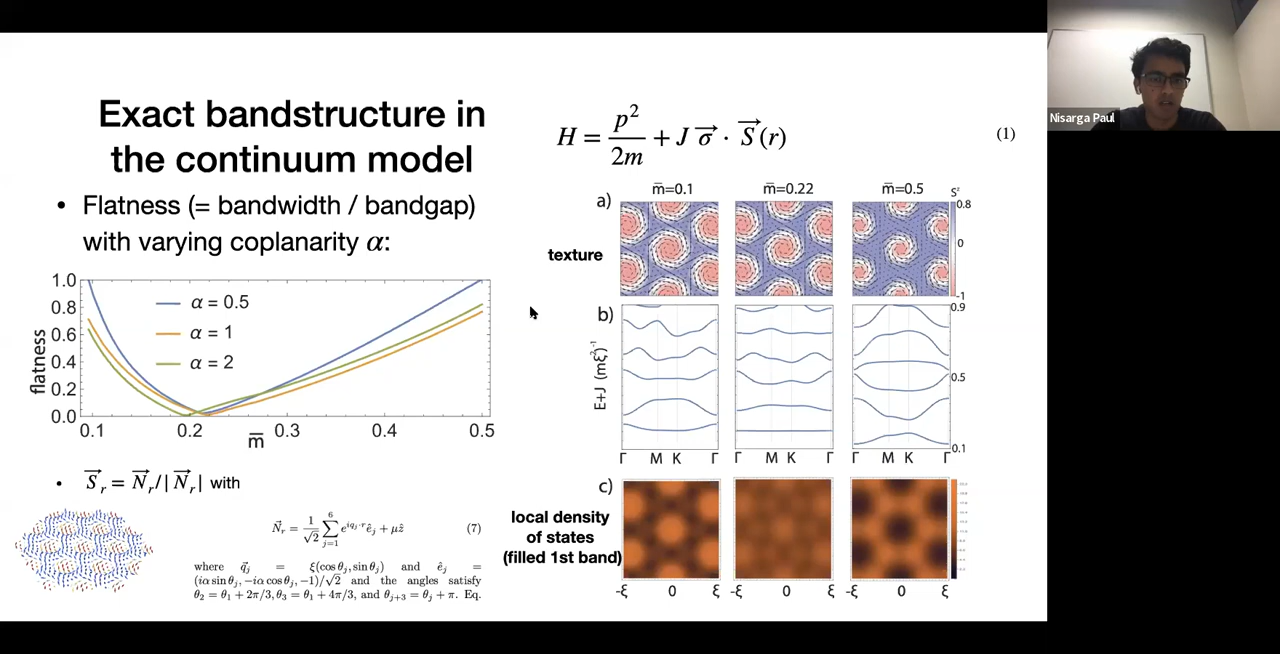 Exact bandstructure in
the continuum model
• Flatness (= bandwidth / bandgap)
with varying coplanarity α:
flatness
1.0
0.8
0.6
0.4
0.2
0.0
α = 0.5
α = 1
α = 2
0.1 0.2 0.3 0.4 0.5
m̅
• S⃗_r = N⃗_r/|N⃗_r| with
N⃗_r = 1/√2 ∑_{j=1}^{6} e^{iq_j·r} ê_j + μẑ (7)
where q⃗_j = ξ(cos θ_j, sin θ_j) and ê_j =
(iα sin θ_j, −iα cos θ_j, −1)/√2 and the angles satisfy
θ_2 = θ_1 + 2π/3, θ_3 = θ_1 + 4π/3, and θ_{j+3} = θ_j + π. Eq.
H = p²/2m + J σ⃗ · S⃗(r) (1)
m̅=0.1 m̅=0.22 m̅=0.5 Sᶻ
a)
texture
0.8
0
-1
b)
E+J (mξ²)⁻¹
0.9
0.5
0.1
Γ M K Γ Γ M K Γ Γ M K Γ
c)
local density
of states
(filled 1st band)
-ξ 0 ξ -ξ 0 ξ -ξ 0 ξ
Nisarga Paul